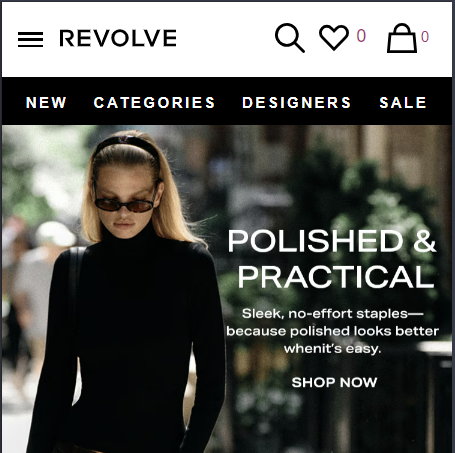 REVOLVE 0 0
NEW CATEGORIES DESIGNERS SALE
POLISHED &
PRACTICAL
Sleek, no-effort staples—
because polished looks better
whenit's easy.
SHOP NOW